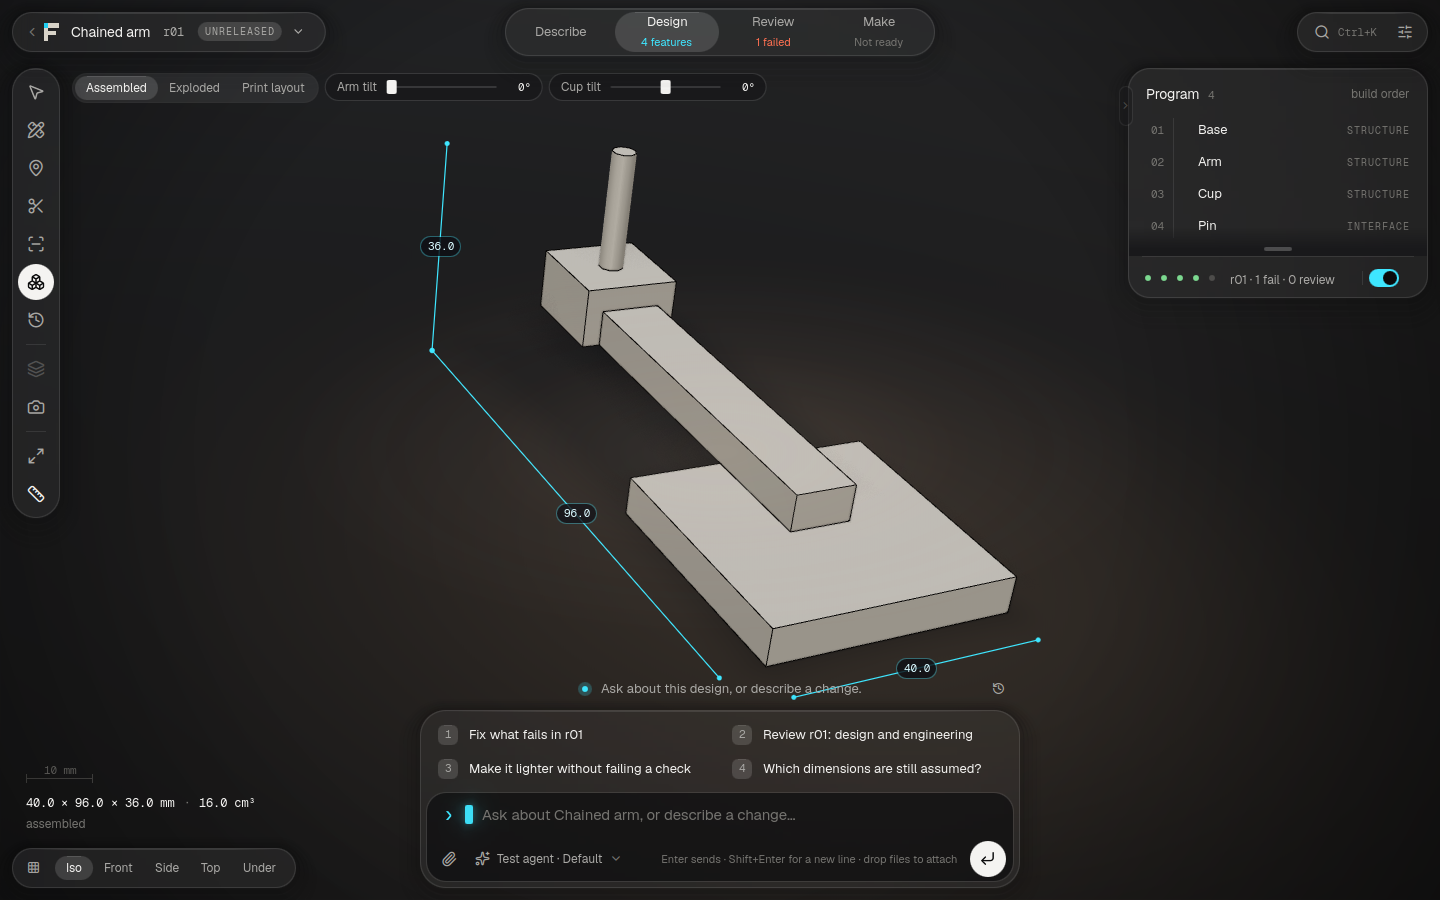 Chained arm r01 UNRELEASED
Describe
Design
4 features
Review
1 failed
Make
Not ready
Ctrl+K
Assembled Exploded Print layout
Arm tilt 0°
Cup tilt 0°
Program 4 build order
01 Base STRUCTURE
02 Arm STRUCTURE
03 Cup STRUCTURE
04 Pin INTERFACE
r01 · 1 fail · 0 review
36.0
96.0
40.0
Ask about this design, or describe a change.
1 Fix what fails in r01
2 Review r01: design and engineering
3 Make it lighter without failing a check
4 Which dimensions are still assumed?
Ask about Chained arm, or describe a change...
Test agent · Default
Enter sends · Shift+Enter for a new line · drop files to attach
10 mm
40.0 × 96.0 × 36.0 mm · 16.0 cm³
assembled
Iso Front Side Top Under